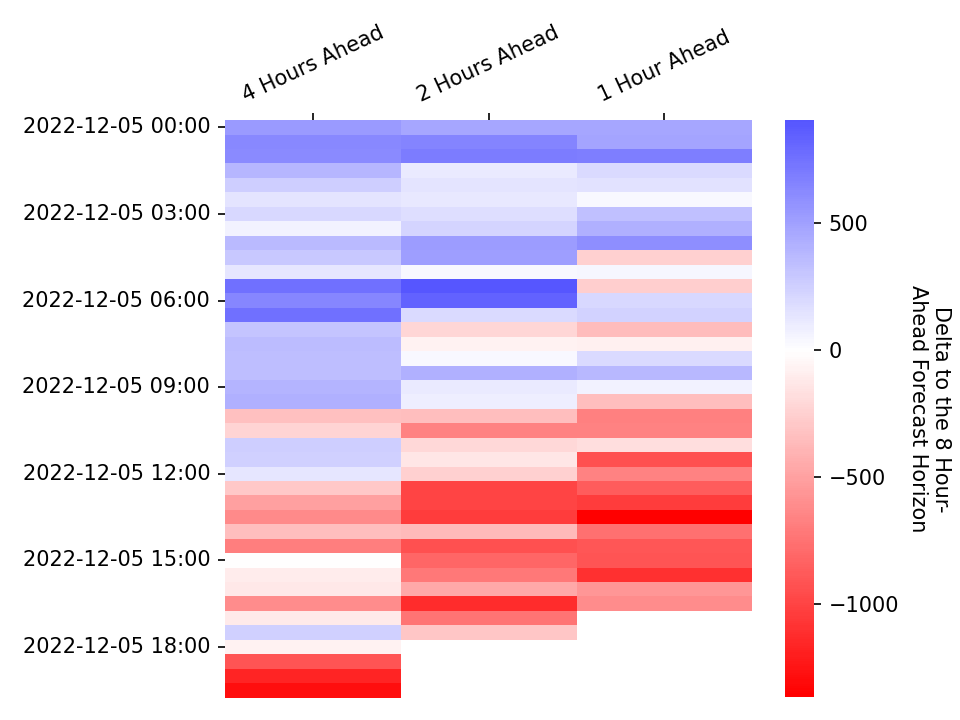 4 Hours Ahead
2 Hours Ahead
1 Hour Ahead
2022-12-05 00:00
2022-12-05 03:00
2022-12-05 06:00
2022-12-05 09:00
2022-12-05 12:00
2022-12-05 15:00
2022-12-05 18:00
500
0
−500
−1000
Delta to the 8 Hour-
Ahead Forecast Horizon